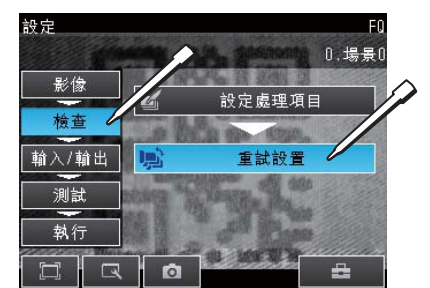 設定 FQ
0.場景0
影像
設定處理項目
檢查
輸入/輸出
重試設置
測試
執行